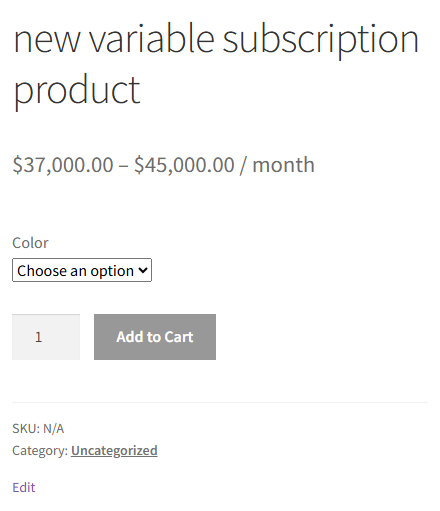 new variable subscription
product
$37,000.00 – $45,000.00 / month
Color
Choose an option
1
Add to Cart
SKU: N/A
Category: Uncategorized
Edit